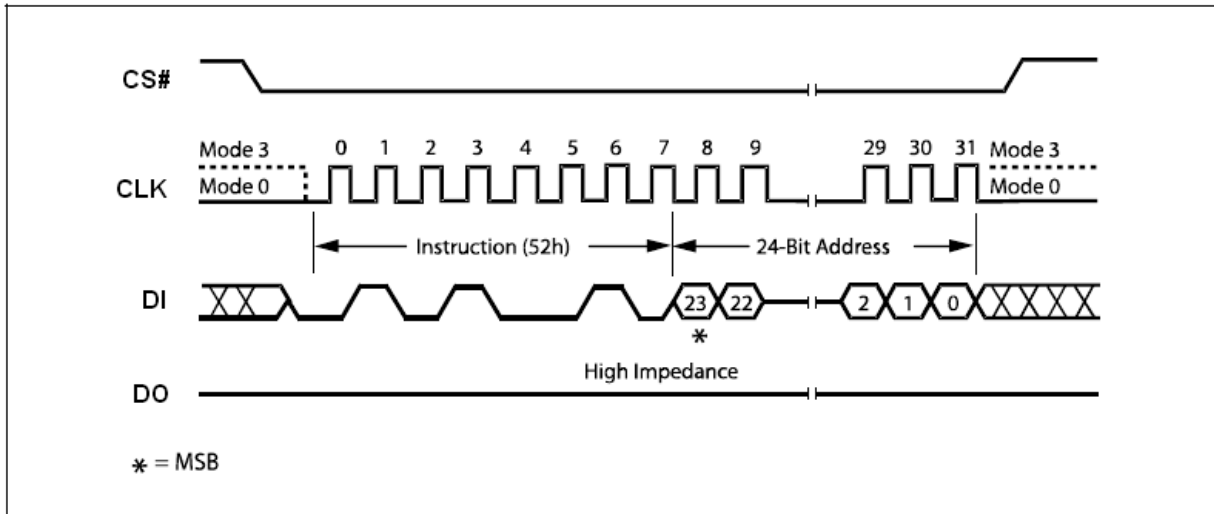 CS#
Mode 3 0 1 2 3 4 5 6 7 8 9 29 30 31 Mode 3
CLK Mode 0 Mode 0
Instruction (52h) 24-Bit Address
DI 23 22 2 1 0
*
High Impedance
DO
* = MSB